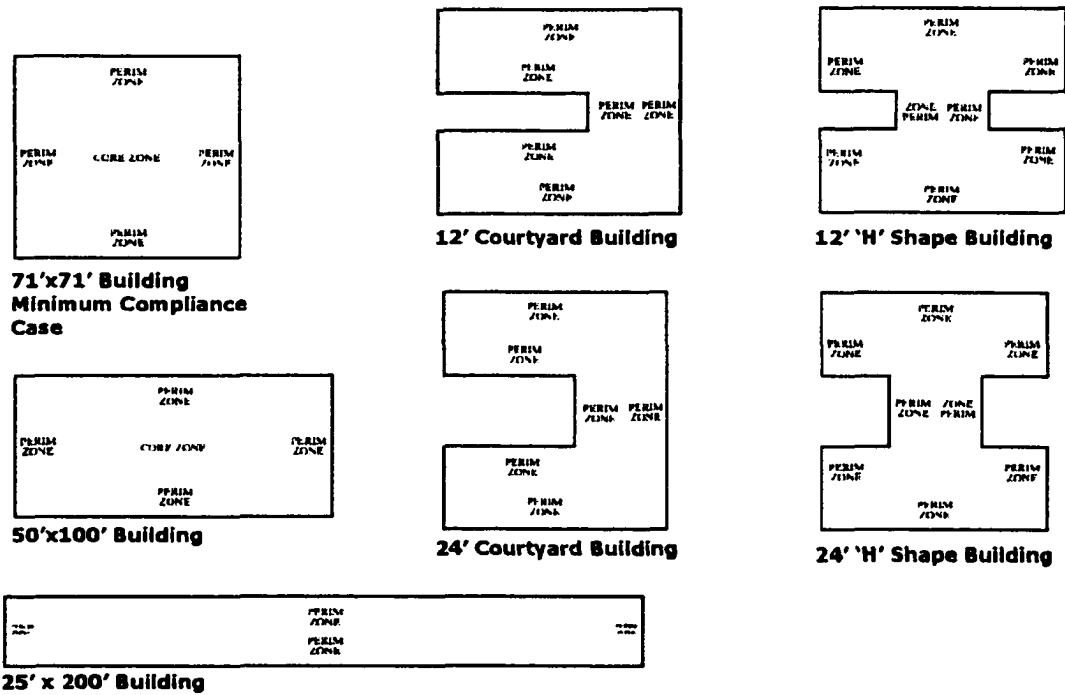 PERIM
ZONE
PERIM
ZONE
CORE ZONE
PERIM
ZONE
PERIM
ZONE
71'x71' Building
Minimum Compliance
Case
PERIM
ZONE
PERIM
ZONE
CORE ZONE
PERIM
ZONE
PERIM
ZONE
50'x100' Building
PERIM
ZONE
PERIM
ZONE
25' x 200' Building
PERIM
ZONE
PERIM
ZONE
PERIM
ZONE
PERIM
ZONE
PERIM
ZONE
PERIM
ZONE
12' Courtyard Building
PERIM
ZONE
PERIM
ZONE
PERIM
ZONE
PERIM
ZONE
PERIM
ZONE
PERIM
ZONE
24' Courtyard Building
PERIM
ZONE
PERIM
ZONE
PERIM
ZONE
ZONE
PERIM
PERIM
ZONE
PERIM
ZONE
PERIM
ZONE
PERIM
ZONE
12' 'H' Shape Building
PERIM
ZONE
PERIM
ZONE
PERIM
ZONE
PERIM
ZONE
ZONE
PERIM
PERIM
ZONE
PERIM
ZONE
PERIM
ZONE
24' 'H' Shape Building